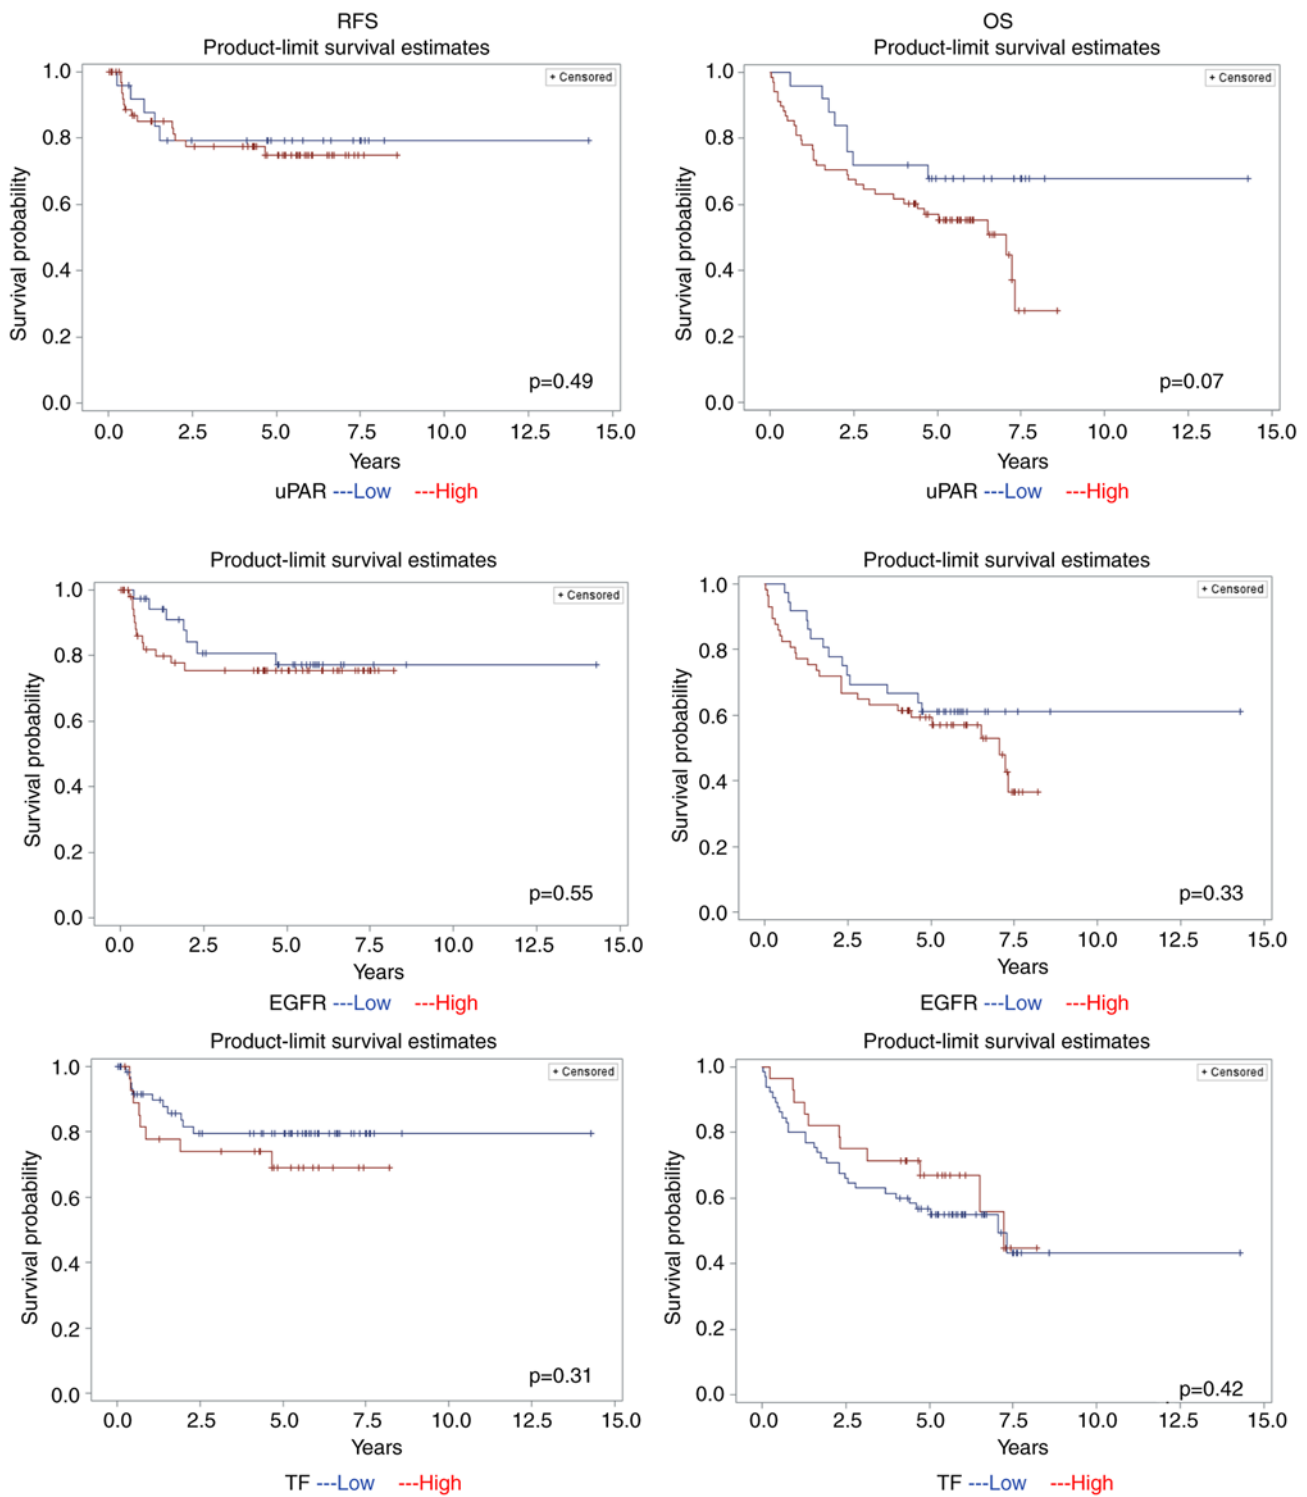 RFS
Product-limit survival estimates
+ Censored
Survival probability
1.0
0.8
0.6
0.4
0.2
0.0
p=0.49
0.0 2.5 5.0 7.5 10.0 12.5 15.0
Years
uPAR ---Low ---High
OS
Product-limit survival estimates
+ Censored
Survival probability
1.0
0.8
0.6
0.4
0.2
0.0
p=0.07
0.0 2.5 5.0 7.5 10.0 12.5 15.0
Years
uPAR ---Low ---High
Product-limit survival estimates
+ Censored
Survival probability
1.0
0.8
0.6
0.4
0.2
0.0
p=0.55
0.0 2.5 5.0 7.5 10.0 12.5 15.0
Years
EGFR ---Low ---High
Product-limit survival estimates
+ Censored
Survival probability
1.0
0.8
0.6
0.4
0.2
0.0
p=0.33
0.0 2.5 5.0 7.5 10.0 12.5 15.0
Years
EGFR ---Low ---High
Product-limit survival estimates
+ Censored
Survival probability
1.0
0.8
0.6
0.4
0.2
0.0
p=0.31
0.0 2.5 5.0 7.5 10.0 12.5 15.0
Years
TF ---Low ---High
Product-limit survival estimates
+ Censored
Survival probability
1.0
0.8
0.6
0.4
0.2
0.0
p=0.42
0.0 2.5 5.0 7.5 10.0 12.5 15.0
Years
TF ---Low ---High